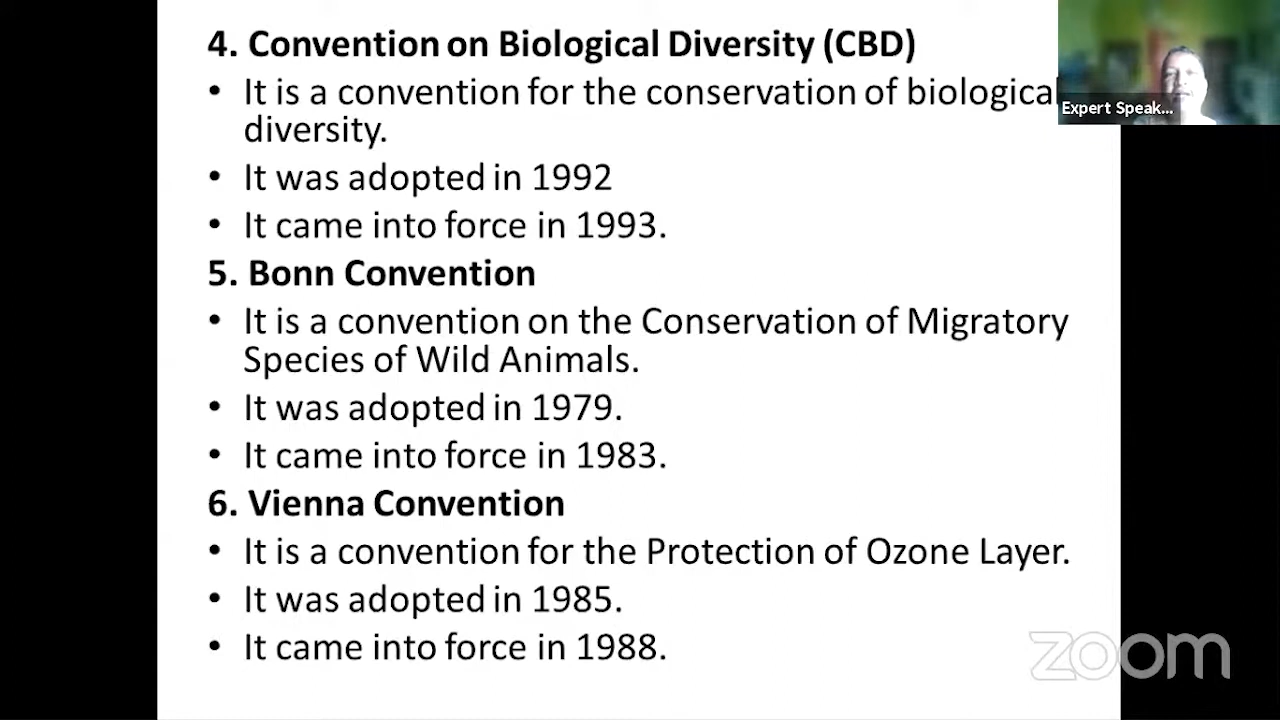 4. Convention on Biological Diversity (CBD)
• It is a convention for the conservation of biological
diversity.
• It was adopted in 1992
• It came into force in 1993.
5. Bonn Convention
• It is a convention on the Conservation of Migratory
Species of Wild Animals.
• It was adopted in 1979.
• It came into force in 1983.
6. Vienna Convention
• It is a convention for the Protection of Ozone Layer.
• It was adopted in 1985.
• It came into force in 1988.
Expert Speak...
zoom